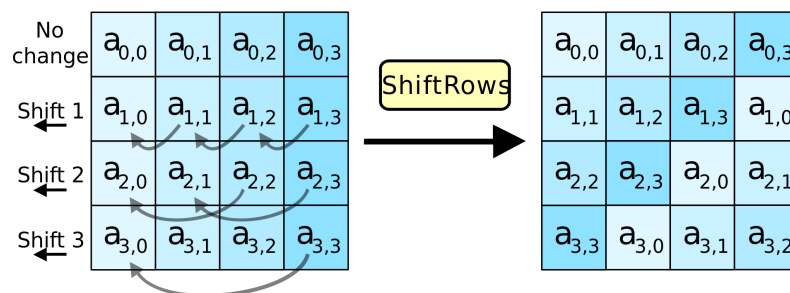 No
change
a0,0 a0,1 a0,2 a0,3
Shift 1
a1,0 a1,1 a1,2 a1,3
Shift 2
a2,0 a2,1 a2,2 a2,3
Shift 3
a3,0 a3,1 a3,2 a3,3
ShiftRows
a0,0 a0,1 a0,2 a0,3
a1,1 a1,2 a1,3 a1,0
a2,2 a2,3 a2,0 a2,1
a3,3 a3,0 a3,1 a3,2